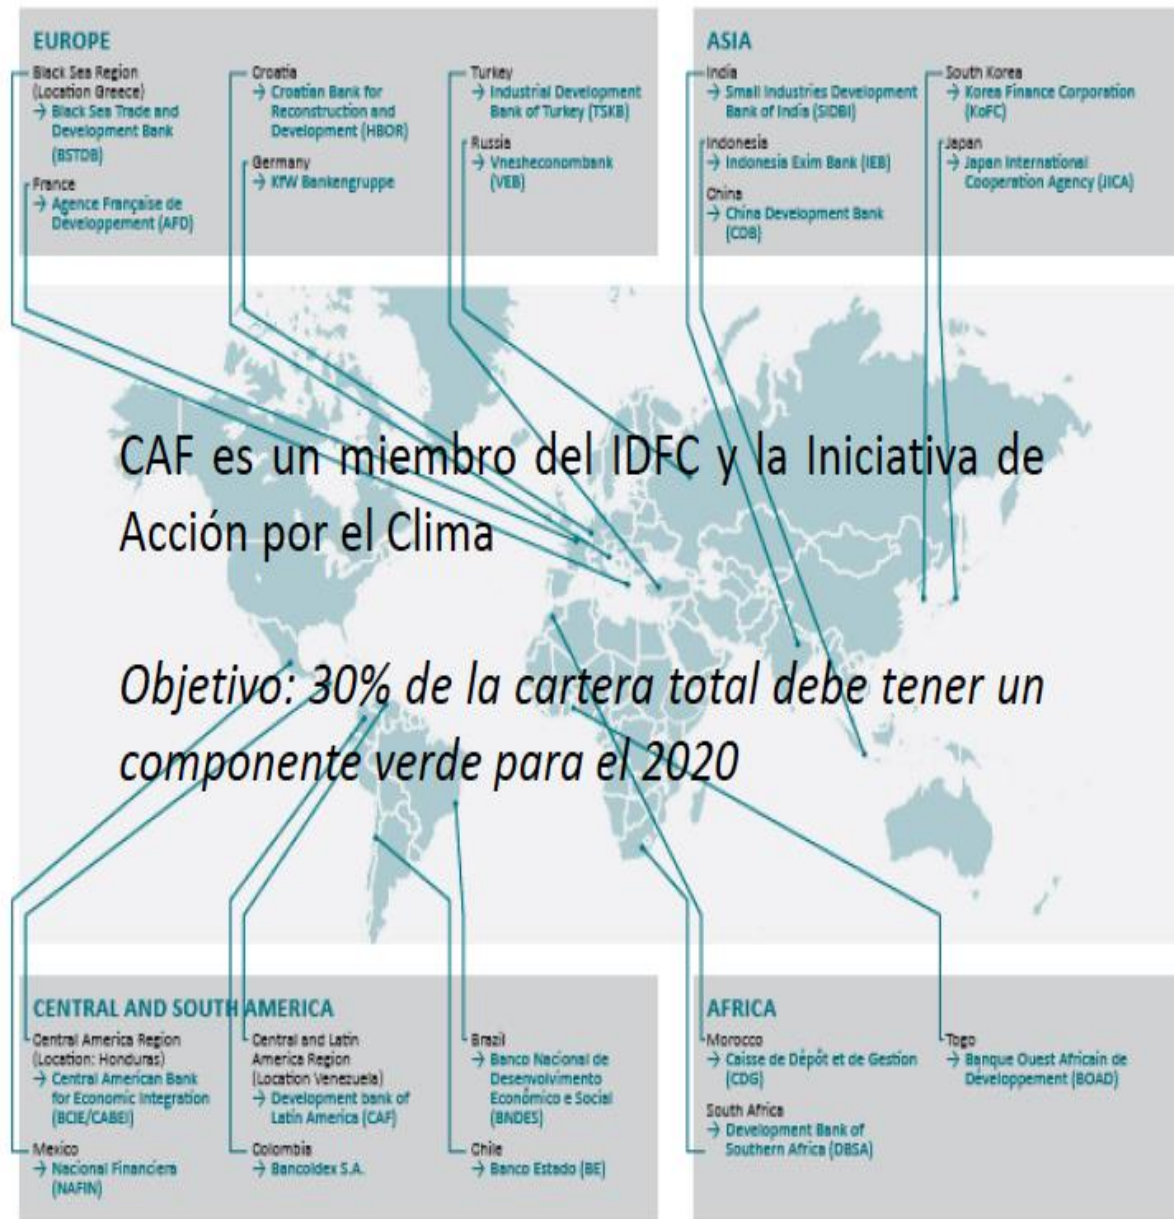 EUROPE
Black Sea Region
(Location Greece)
→ Black Sea Trade and
Development Bank
(BSTDB)
France
→ Agence Française de
Développement (AFD)
Croatia
→ Croatian Bank for
Reconstruction and
Development (HBOR)
Germany
→ KfW Bankengruppe
Turkey
→ Industrial Development
Bank of Turkey (TSKB)
Russia
→ Vnesheconombank
(VEB)
ASIA
India
→ Small Industries Development
Bank of India (SIDBI)
Indonesia
→ Indonesia Exim Bank (IEB)
China
→ China Development Bank
(CDB)
South Korea
→ Korea Finance Corporation
(KoFC)
Japan
→ Japan International
Cooperation Agency (JICA)
CAF es un miembro del IDFC y la Iniciativa de
Acción por el Clima
Objetivo: 30% de la cartera total debe tener un
componente verde para el 2020
CENTRAL AND SOUTH AMERICA
Central America Region
(Location: Honduras)
→ Central American Bank
for Economic Integration
(BCIE/CABEI)
Mexico
→ Nacional Financiera
(NAFIN)
Central and Latin
America Region
(Location Venezuela)
→ Development bank of
Latin America (CAF)
Colombia
→ Bancoldex S.A.
Brazil
→ Banco Nacional de
Desenvolvimento
Económico e Social
(BNDES)
Chile
→ Banco Estado (BE)
AFRICA
Morocco
→ Caisse de Dépôt et de Gestion
(CDG)
South Africa
→ Development Bank of
Southern Africa (DBSA)
Togo
→ Banque Ouest Africain de
Développement (BOAD)